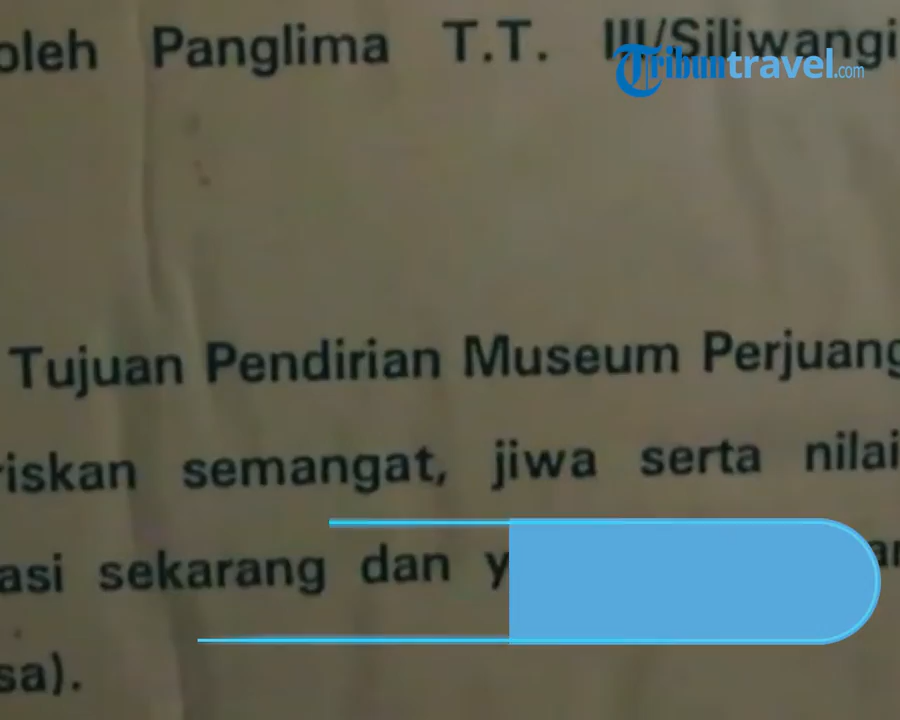 oleh Panglima T.T. III/Siliwangi
Tribuntravel.com
Tujuan Pendirian Museum Perjuang
riskan semangat, jiwa serta nilai
asi sekarang dan y
sa).